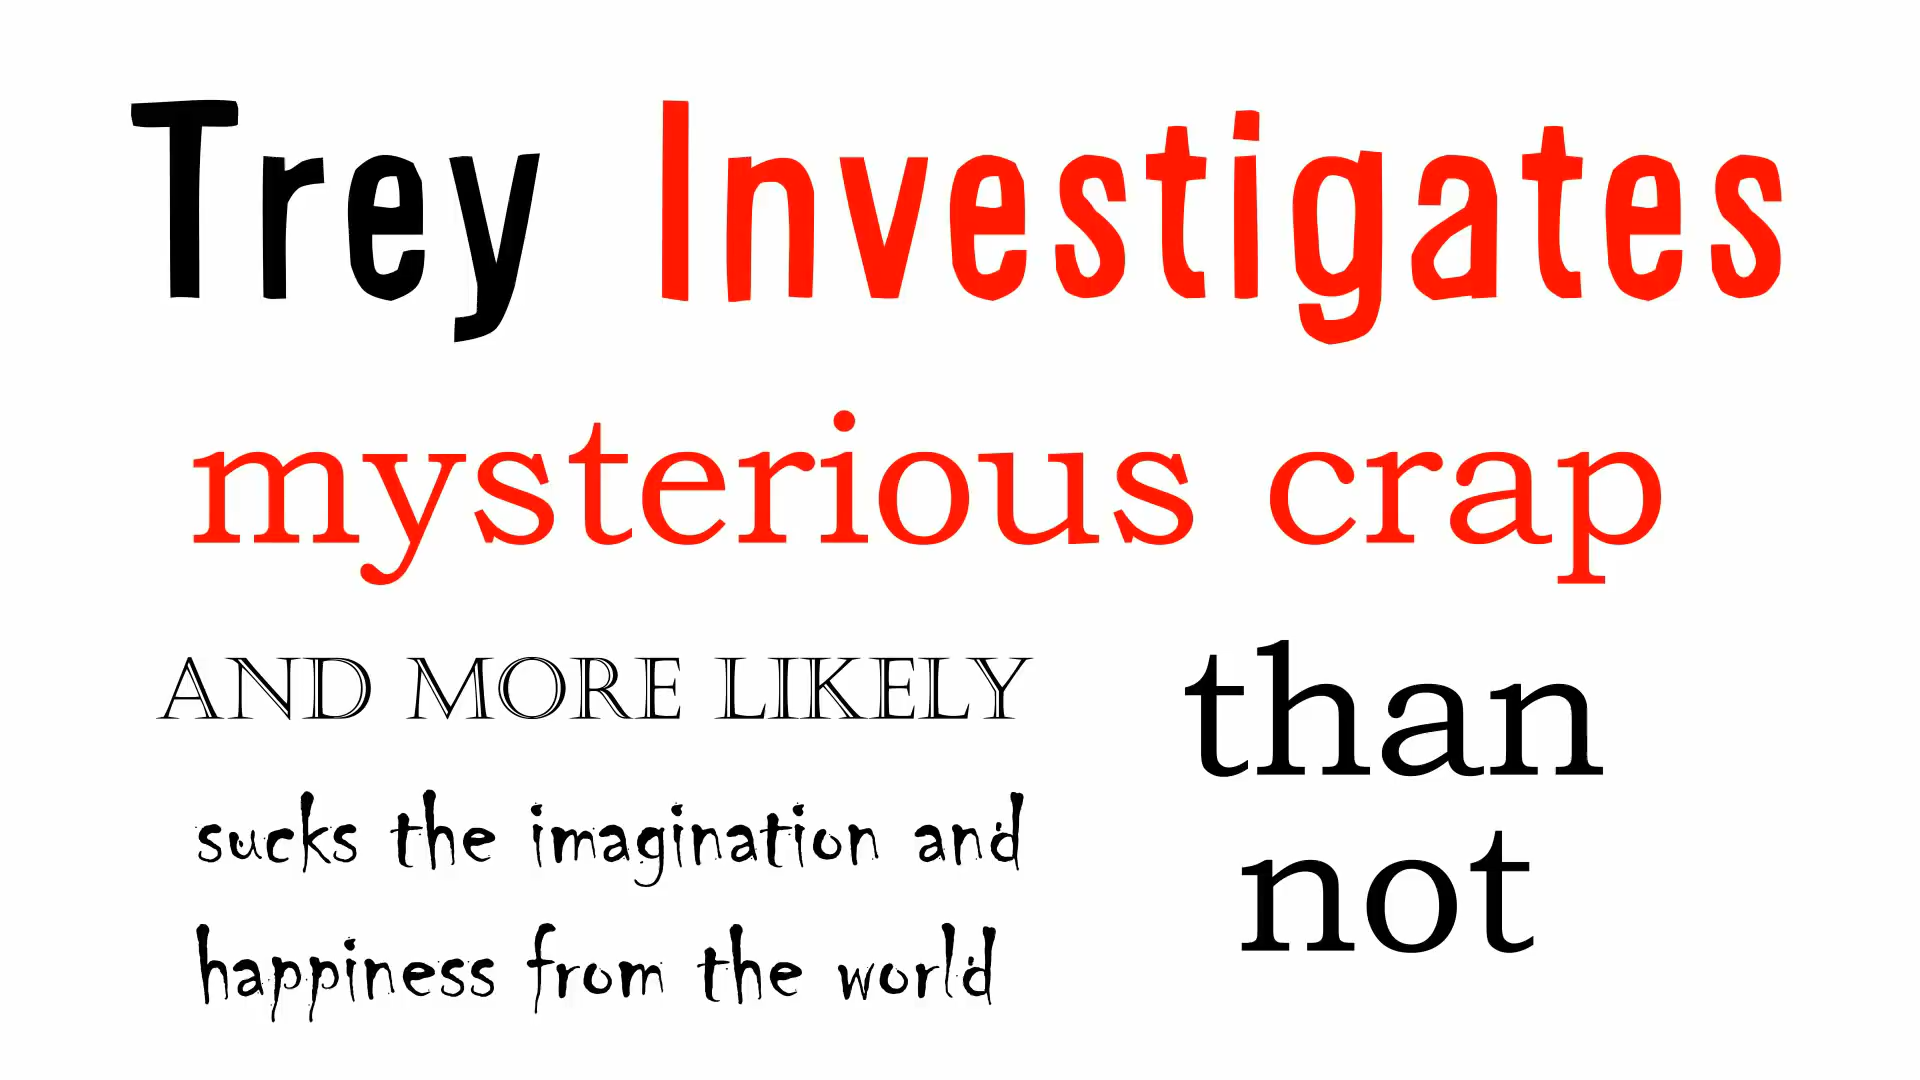 Trey Investigates
mysterious crap
AND MORE LIKELY
than
not
sucks the imagination and
happiness from the world